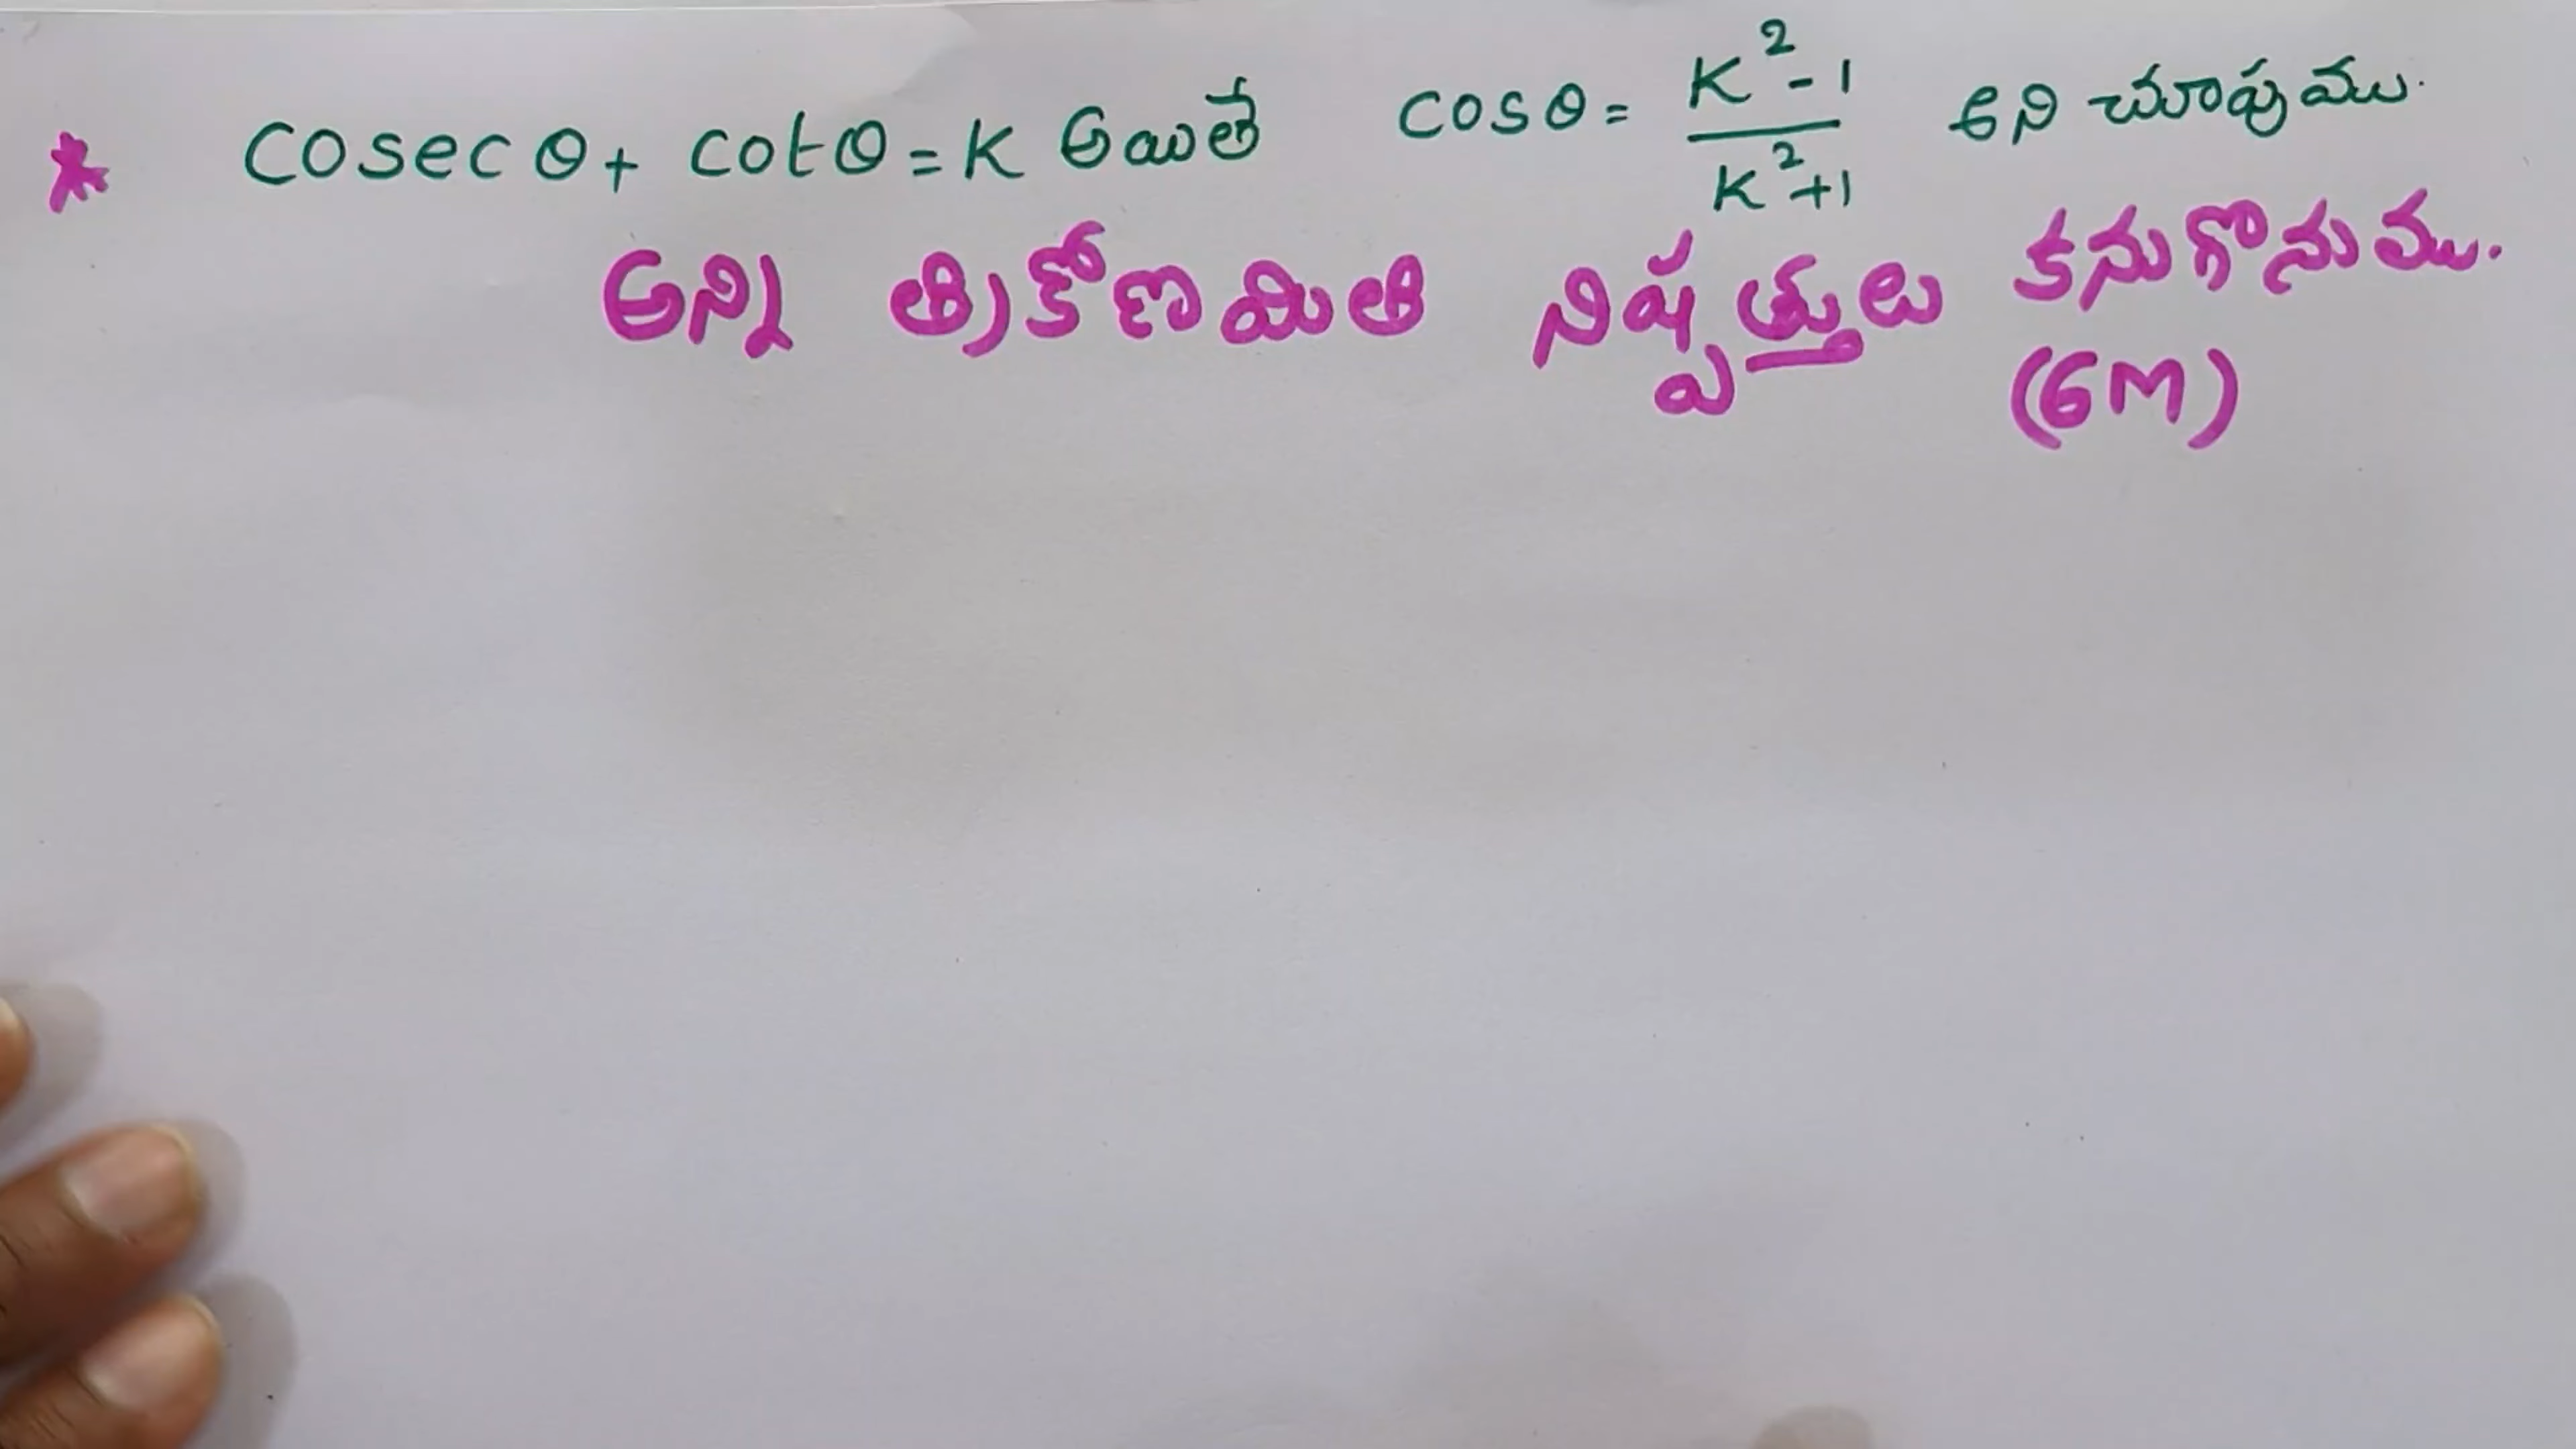 * cosec θ + cot θ = K అయితే cos θ = K²-1 / K²+1 అని చూపుము.
అన్ని త్రికోణమితి నిష్పత్తులు కనుగొనుము.
(6M)